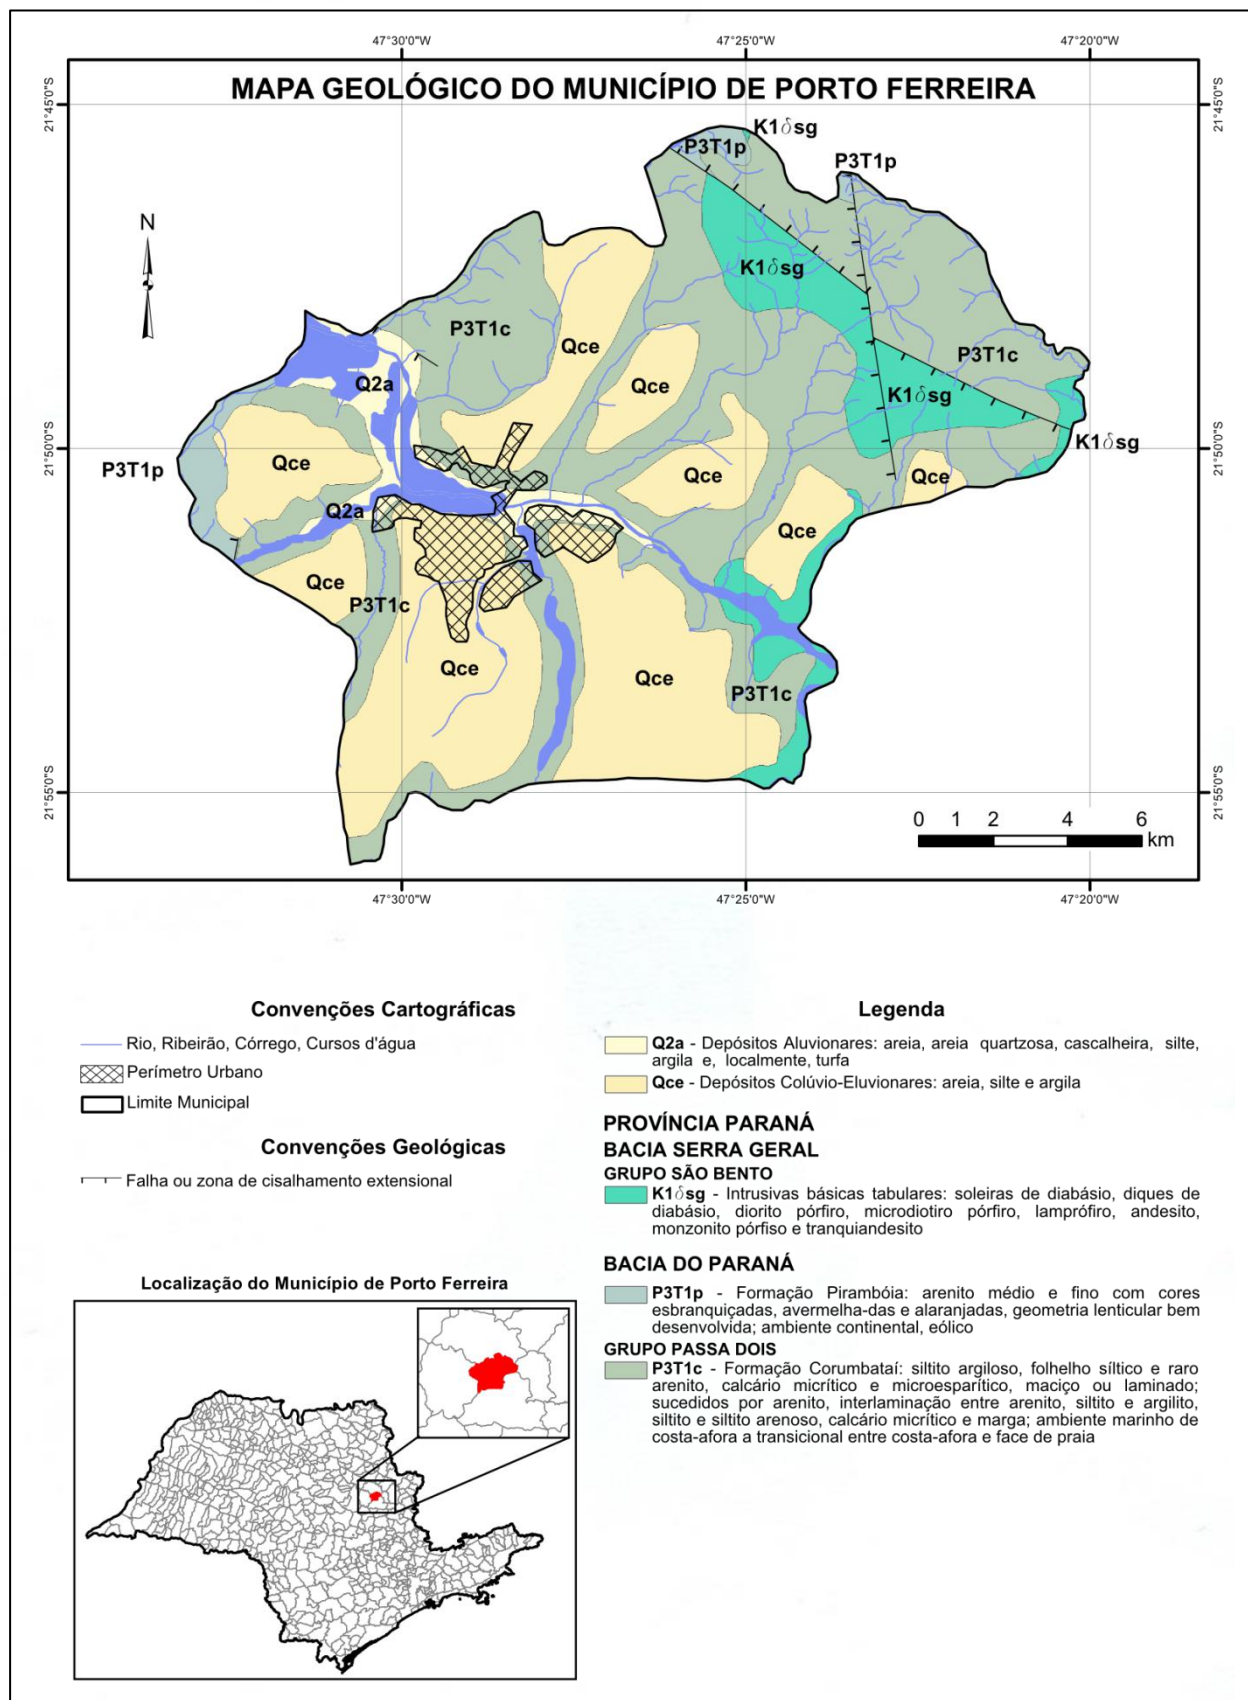 47°30'0"W 47°25'0"W 47°20'0"W
MAPA GEOLÓGICO DO MUNICÍPIO DE PORTO FERREIRA
21°45'0"S 21°45'0"S
K1δsg
P3T1p
P3T1p
N
K1δsg
P3T1c
Qce
P3T1c
Q2a
Qce
K1δsg
K1δsg
P3T1p
Qce
Qce
Qce
21°50'0"S 21°50'0"S
Q2a
Qce
Qce
P3T1c
Qce
Qce
P3T1c
21°55'0"S 21°55'0"S
0 1 2 4 6
km
47°30'0"W 47°25'0"W 47°20'0"W
Convenções Cartográficas
Rio, Ribeirão, Córrego, Cursos d'água
Perímetro Urbano
Limite Municipal
Convenções Geológicas
Falha ou zona de cisalhamento extensional
Localização do Município de Porto Ferreira
Legenda
Q2a - Depósitos Aluvionares: areia, areia quartzosa, cascalheira, silte,
argila e, localmente, turfa
Qce - Depósitos Colúvio-Eluvionares: areia, silte e argila
PROVÍNCIA PARANÁ
BACIA SERRA GERAL
GRUPO SÃO BENTO
K1δsg - Intrusivas básicas tabulares: soleiras de diabásio, diques de
diabásio, diorito pórfiro, microdiotiro pórfiro, lamprófiro, andesito,
monzonito pórfiso e tranquiandesito
BACIA DO PARANÁ
P3T1p - Formação Pirambóia: arenito médio e fino com cores
esbranquiçadas, avermelha-das e alaranjadas, geometria lenticular bem
desenvolvida; ambiente continental, eólico
GRUPO PASSA DOIS
P3T1c - Formação Corumbataí: siltito argiloso, folhelho síltico e raro
arenito, calcário micrítico e microesparítico, maciço ou laminado;
sucedidos por arenito, interlaminação entre arenito, siltito e argilito,
siltito e siltito arenoso, calcário micrítico e marga; ambiente marinho de
costa-afora a transicional entre costa-afora e face de praia